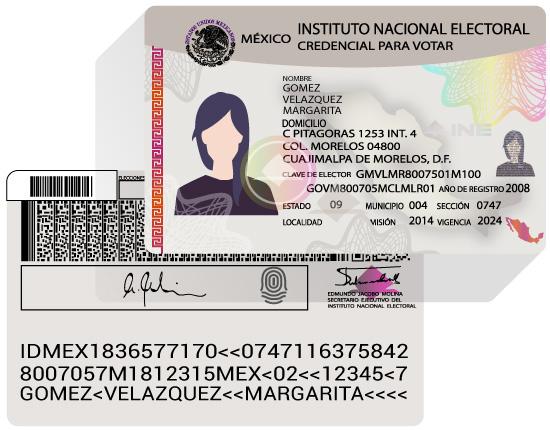 ESTADOS UNIDOS MEXICANOS
MÉXICO INSTITUTO NACIONAL ELECTORAL
CREDENCIAL PARA VOTAR
NOMBRE
GOMEZ
VELAZQUEZ
MARGARITA
DOMICILIO
C PITAGORAS 1253 INT. 4
COL. MORELOS 04800
CUAJIMALPA DE MORELOS, D.F.
INE
CLAVE DE ELECTOR GMVLMR8007501M100
GOVM800705MCLMLR01 AÑO DE REGISTRO 2008
ESTADO 09 MUNICIPIO 004 SECCIÓN 0747
LOCALIDAD VISIÓN 2014 VIGENCIA 2024
ELECCIONES
EDMUNDO JACOBO MOLINA
SECRETARIO EJECUTIVO DEL
INSTITUTO NACIONAL ELECTORAL
IDMEX1836577170<<0747116375842
8007057M1812315MEX<02<<12345<7
GOMEZ<VELAZQUEZ<<MARGARITA<<<<